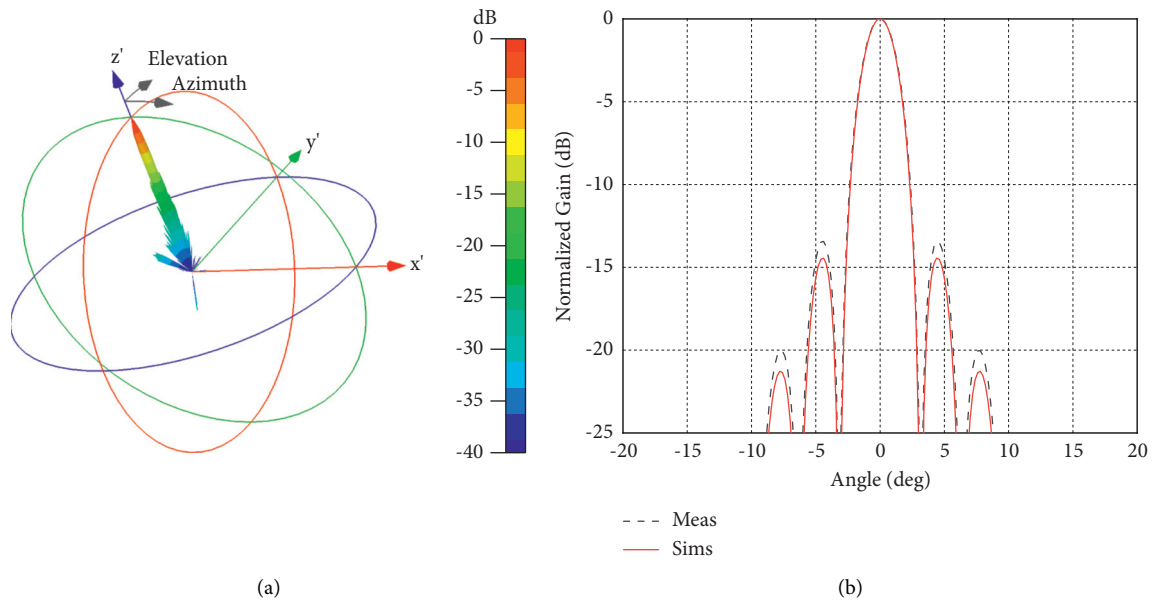 dB
0
-5
-10
-15
-20
-25
-30
-35
-40
z'
Elevation
Azimuth
y'
x'
(a)
Normalized Gain (dB)
0
-5
-10
-15
-20
-25
-20 -15 -10 -5 0 5 10 15 20
Angle (deg)
Meas
Sims
(b)